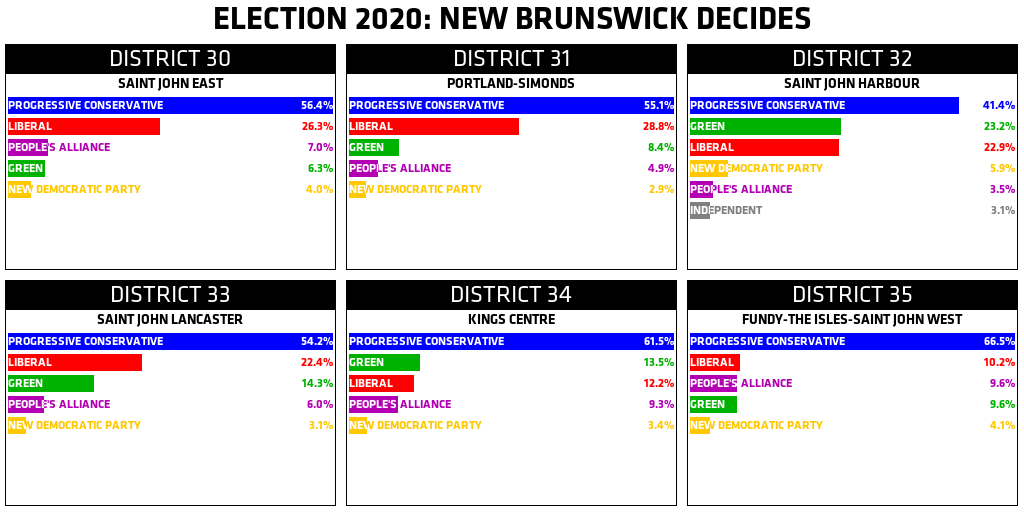 ELECTION 2020: NEW BRUNSWICK DECIDES
DISTRICT 30
SAINT JOHN EAST
PROGRESSIVE CONSERVATIVE 56.4%
LIBERAL 26.3%
PEOPLE'S ALLIANCE 7.0%
GREEN 6.3%
NEW DEMOCRATIC PARTY 4.0%
DISTRICT 31
PORTLAND-SIMONDS
PROGRESSIVE CONSERVATIVE 55.1%
LIBERAL 28.8%
GREEN 8.4%
PEOPLE'S ALLIANCE 4.9%
NEW DEMOCRATIC PARTY 2.9%
DISTRICT 32
SAINT JOHN HARBOUR
PROGRESSIVE CONSERVATIVE 41.4%
GREEN 23.2%
LIBERAL 22.9%
NEW DEMOCRATIC PARTY 5.9%
PEOPLE'S ALLIANCE 3.5%
INDEPENDENT 3.1%
DISTRICT 33
SAINT JOHN LANCASTER
PROGRESSIVE CONSERVATIVE 54.2%
LIBERAL 22.4%
GREEN 14.3%
PEOPLE'S ALLIANCE 6.0%
NEW DEMOCRATIC PARTY 3.1%
DISTRICT 34
KINGS CENTRE
PROGRESSIVE CONSERVATIVE 61.5%
GREEN 13.5%
LIBERAL 12.2%
PEOPLE'S ALLIANCE 9.3%
NEW DEMOCRATIC PARTY 3.4%
DISTRICT 35
FUNDY-THE ISLES-SAINT JOHN WEST
PROGRESSIVE CONSERVATIVE 66.5%
LIBERAL 10.2%
PEOPLE'S ALLIANCE 9.6%
GREEN 9.6%
NEW DEMOCRATIC PARTY 4.1%